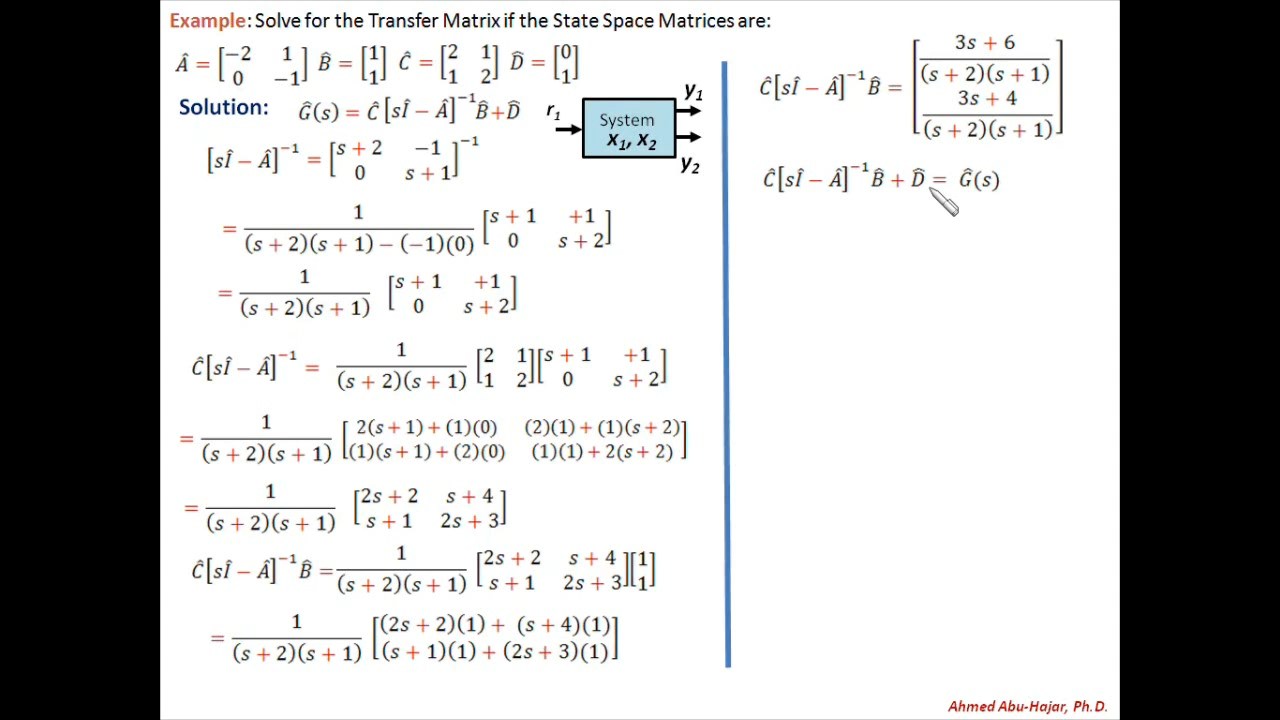 Example: Solve for the Transfer Matrix if the State Space Matrices are:
Â = [−2 1; 0 −1] B̂ = [1; 1] Ĉ = [2 1; 1 2] D̂ = [0; 1]
Solution: Ĝ(s) = Ĉ[sÎ − Â]⁻¹B̂+D̂
r₁
System
x₁, x₂
y₁
y₂
[sÎ − Â]⁻¹ = [s + 2 −1; 0 s + 1]⁻¹
= 1/((s + 2)(s + 1) − (−1)(0)) [s + 1 +1; 0 s + 2]
= 1/((s + 2)(s + 1)) [s + 1 +1; 0 s + 2]
Ĉ[sÎ − Â]⁻¹ = 1/((s + 2)(s + 1)) [2 1; 1 2][s + 1 +1; 0 s + 2]
= 1/((s + 2)(s + 1)) [2(s + 1) + (1)(0) (2)(1) + (1)(s + 2); (1)(s + 1) + (2)(0) (1)(1) + 2(s + 2)]
= 1/((s + 2)(s + 1)) [2s + 2 s + 4; s + 1 2s + 3]
Ĉ[sÎ − Â]⁻¹B̂ = 1/((s + 2)(s + 1)) [2s + 2 s + 4; s + 1 2s + 3][1; 1]
= 1/((s + 2)(s + 1)) [(2s + 2)(1) + (s + 4)(1); (s + 1)(1) + (2s + 3)(1)]
Ĉ[sÎ − Â]⁻¹B̂ = [(3s + 6)/((s + 2)(s + 1)); (3s + 4)/((s + 2)(s + 1))]
Ĉ[sÎ − Â]⁻¹B̂ + D̂ = Ĝ(s)
Ahmed Abu-Hajar, Ph.D.